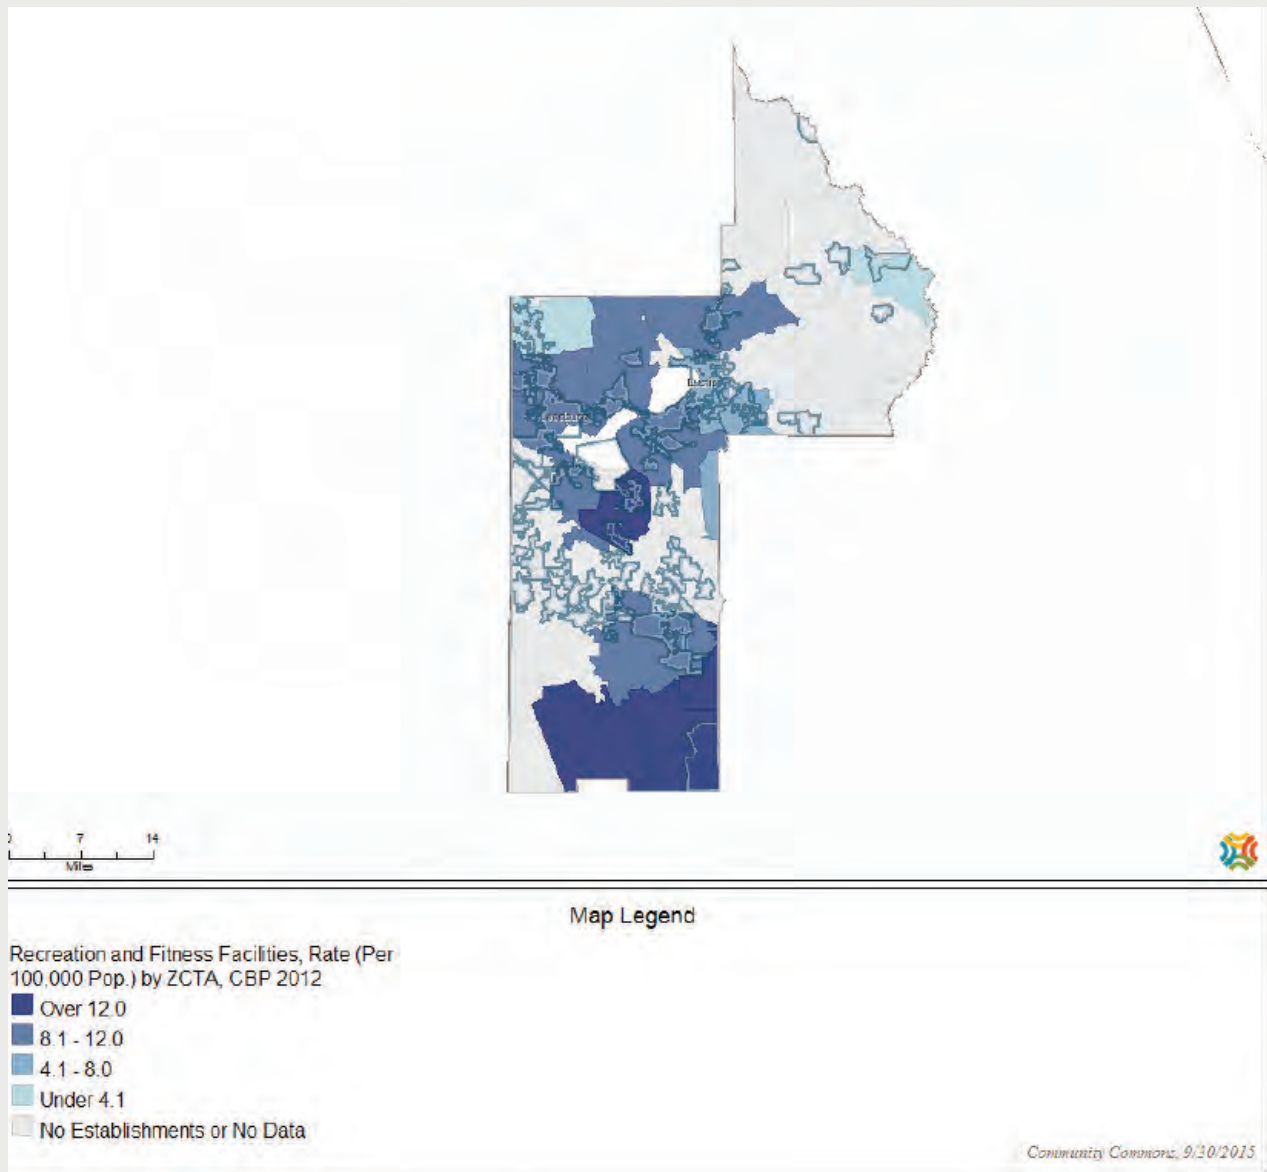 Eustis
Leesburg
0 7 14
Miles
Map Legend
Recreation and Fitness Facilities, Rate (Per
100,000 Pop.) by ZCTA, CBP 2012
Over 12.0
8.1 - 12.0
4.1 - 8.0
Under 4.1
No Establishments or No Data
Community Commons, 9/30/2015